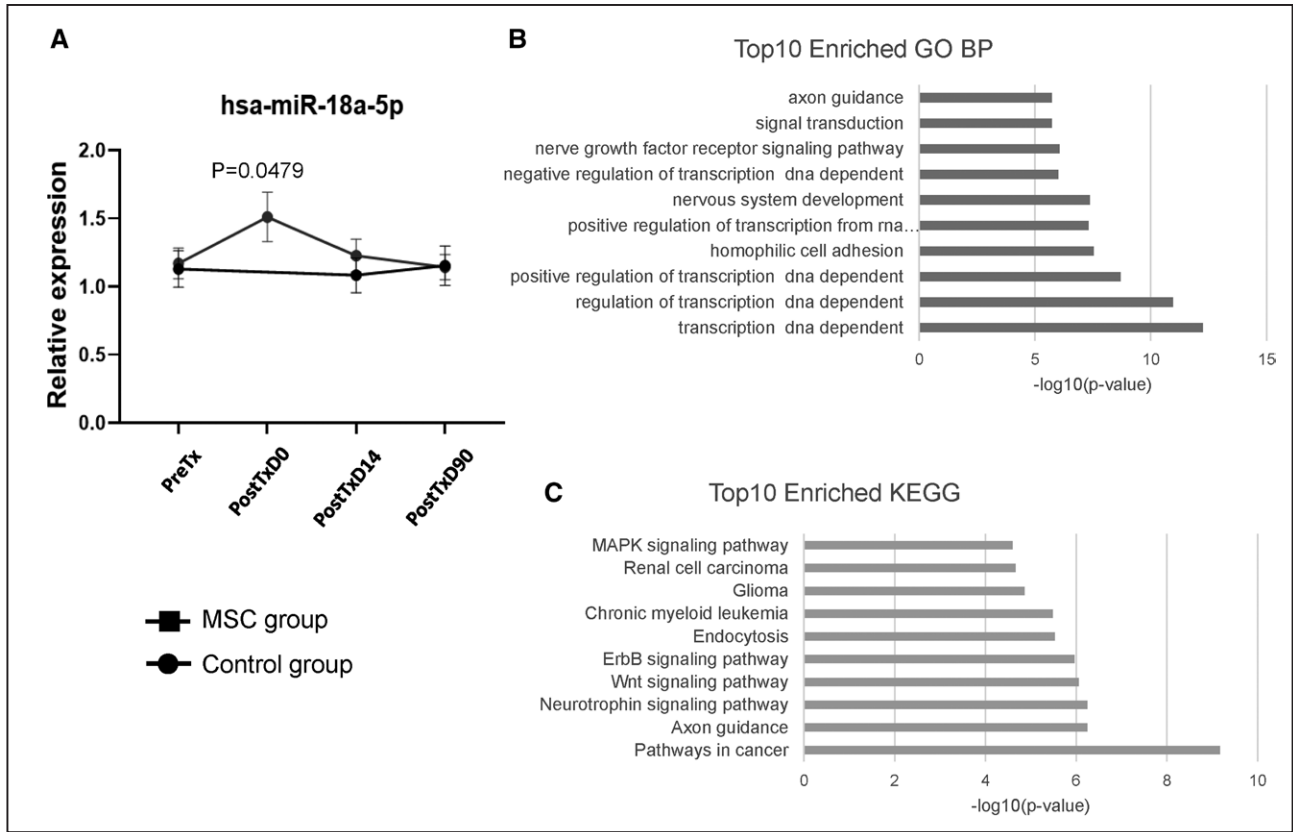 A
hsa-miR-18a-5p
Relative expression
2.0
1.5
1.0
0.5
0.0
P=0.0479
PreTx
PostTxD0
PostTxD14
PostTxD90
MSC group
Control group
B
Top10 Enriched GO BP
axon guidance
signal transduction
nerve growth factor receptor signaling pathway
negative regulation of transcription dna dependent
nervous system development
positive regulation of transcription from rna...
homophilic cell adhesion
positive regulation of transcription dna dependent
regulation of transcription dna dependent
transcription dna dependent
0 5 10 15
-log10(p-value)
C
Top10 Enriched KEGG
MAPK signaling pathway
Renal cell carcinoma
Glioma
Chronic myeloid leukemia
Endocytosis
ErbB signaling pathway
Wnt signaling pathway
Neurotrophin signaling pathway
Axon guidance
Pathways in cancer
0 2 4 6 8 10
-log10(p-value)